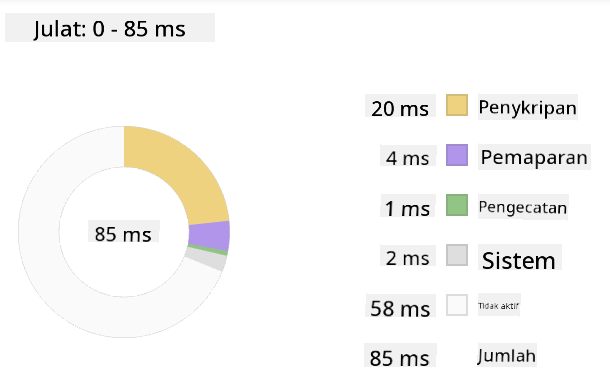 Julat: 0 - 85 ms
20 ms Penykripan
4 ms Pemaparan
1 ms Pengecatan
85 ms
2 ms Sistem
58 ms Tidak aktif
85 ms Jumlah